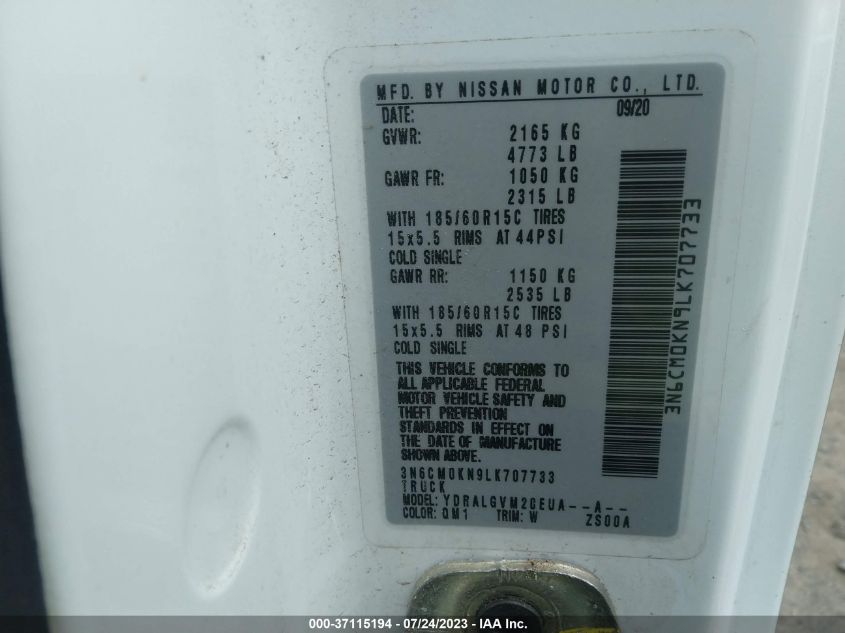 MFD. BY NISSAN MOTOR CO., LTD.
DATE: 09/20
GVWR: 2165 KG
4773 LB
GAWR FR: 1050 KG
2315 LB
WITH 185/60R15C TIRES
15x5.5 RIMS AT 44PSI
COLD SINGLE
GAWR RR: 1150 KG
2535 LB
WITH 185/60R15C TIRES
15x5.5 RIMS AT 48 PSI
COLD SINGLE
THIS VEHICLE CONFORMS TO
ALL APPLICABLE FEDERAL
MOTOR VEHICLE SAFETY AND
THEFT PREVENTION
STANDARDS IN EFFECT ON
THE DATE OF MANUFACTURE
SHOWN ABOVE.
3N6CM0KN9LK707733
TRUCK
MODEL: YDRALGVM2GEUA--A--
COLOR: QM1 TRIM: W ZS00A
3N6CM0KN9LK707733
000-37115194 - 07/24/2023 - IAA Inc.